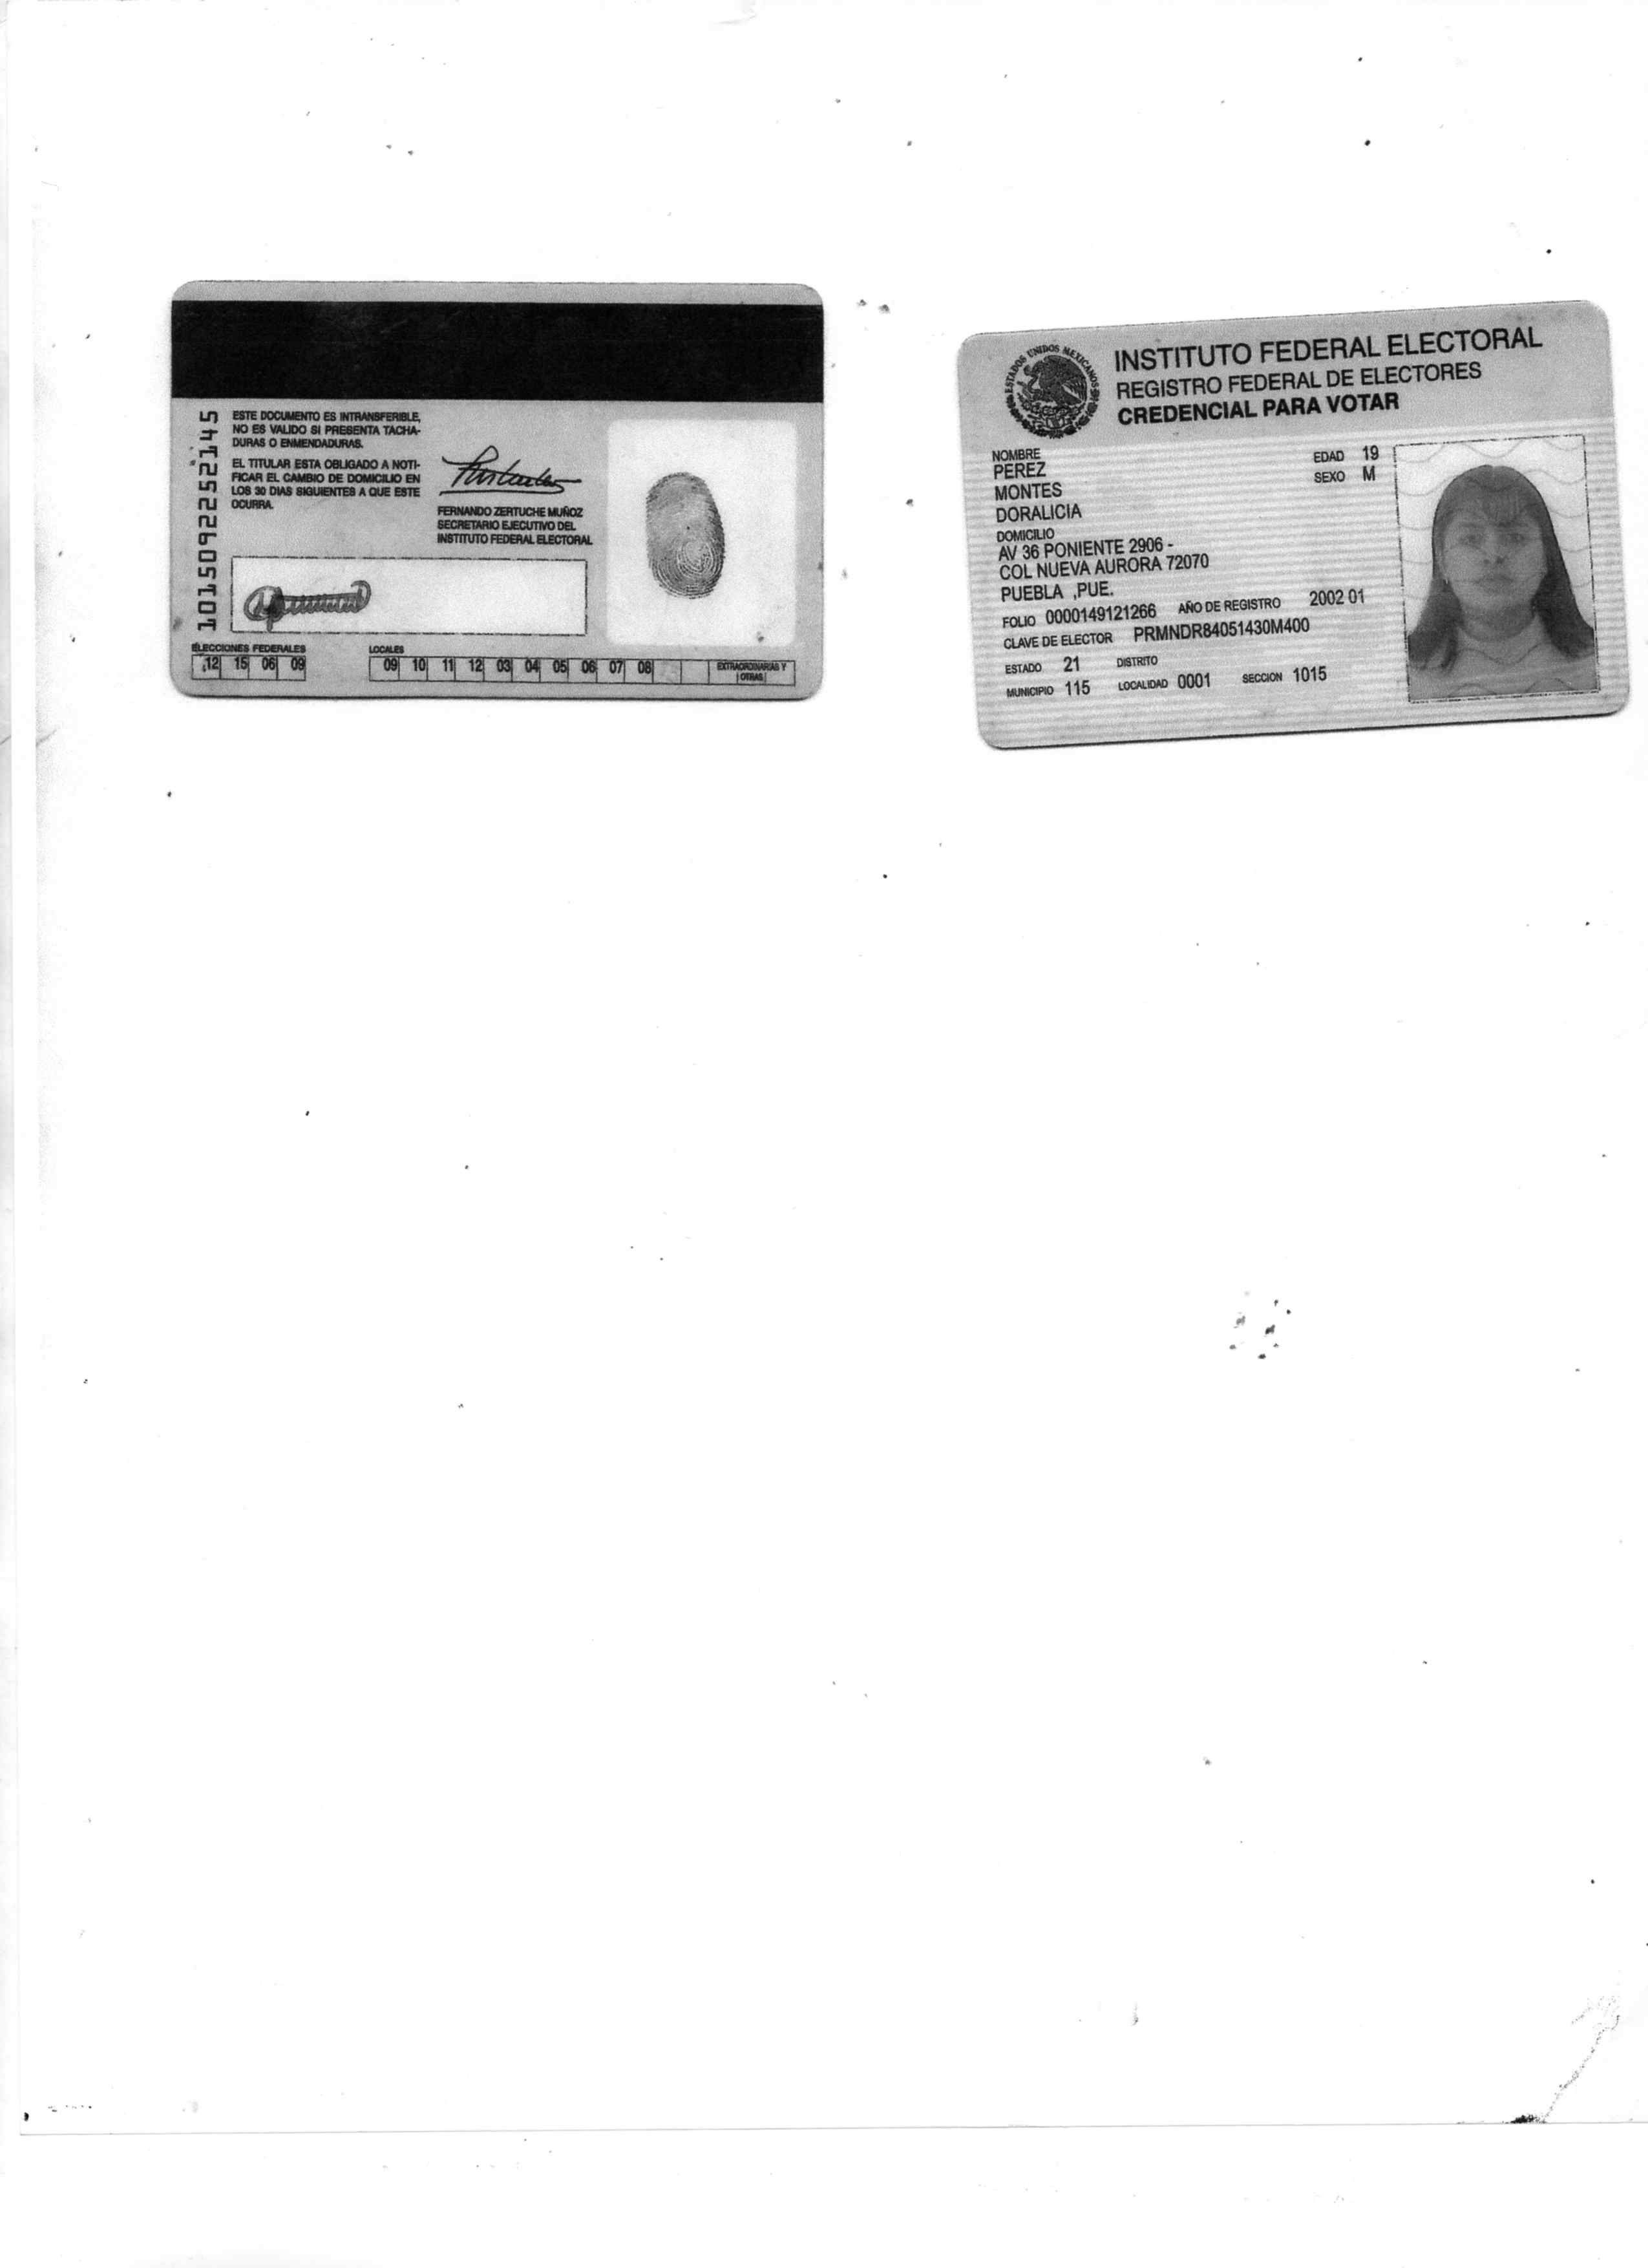 1015092252145
ESTE DOCUMENTO ES INTRANSFERIBLE,
NO ES VALIDO SI PRESENTA TACHA-
DURAS O ENMENDADURAS.
EL TITULAR ESTA OBLIGADO A NOTI-
FICAR EL CAMBIO DE DOMICILIO EN
LOS 30 DIAS SIGUIENTES A QUE ESTE
OCURRA.
FERNANDO ZERTUCHE MUÑOZ
SECRETARIO EJECUTIVO DEL
INSTITUTO FEDERAL ELECTORAL
ELECCIONES FEDERALES LOCALES
12 15 06 09 09 10 11 12 03 04 05 06 07 08 EXTRAORDINARIAS Y
OTRAS
ESTADOS UNIDOS MEXICANOS
INSTITUTO FEDERAL ELECTORAL
REGISTRO FEDERAL DE ELECTORES
CREDENCIAL PARA VOTAR
NOMBRE EDAD 19
PEREZ SEXO M
MONTES
DORALICIA
DOMICILIO
AV 36 PONIENTE 2906 -
COL NUEVA AURORA 72070
PUEBLA ,PUE.
FOLIO 0000149121266 AÑO DE REGISTRO 2002 01
CLAVE DE ELECTOR PRMNDR84051430M400
ESTADO 21 DISTRITO
MUNICIPIO 115 LOCALIDAD 0001 SECCION 1015